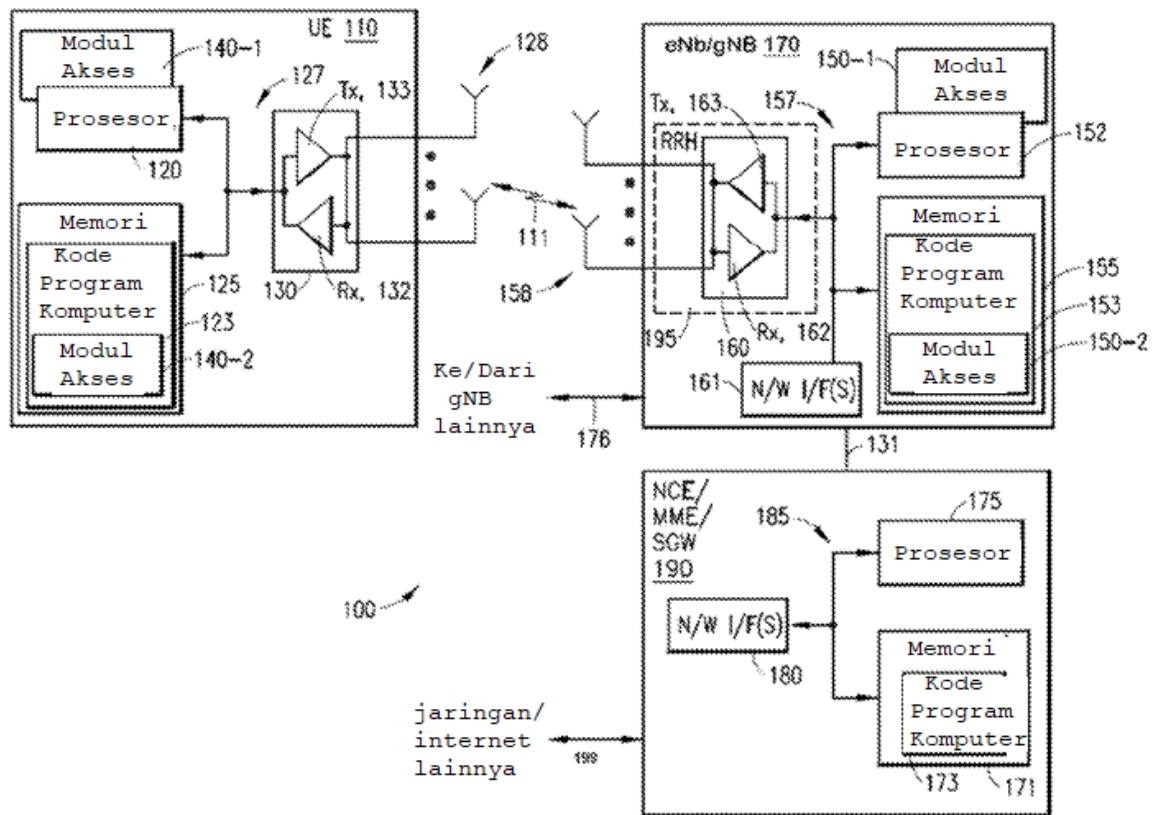 UE 110
Modul
Akses
140-1
Prosesor
120
127
Tx, 133
128
Memori
Kode
Program
Komputer
125
123
Modul
Akses
140-2
130
Rx, 132
111
eNb/gNB 170
150-1
Modul
Akses
Tx, 163
157
RRH
Prosesor
152
158
195
160
Rx, 162
Memori
Kode
Program
Komputer
155
153
Modul
Akses
150-2
161
N/W I/F(S)
Ke/Dari
gNB
lainnya
176
131
NCE/
MME/
SGW
190
185
175
Prosesor
100
N/W I/F(S)
180
Memori
Kode
Program
Komputer
173
171
jaringan/
internet
lainnya
199